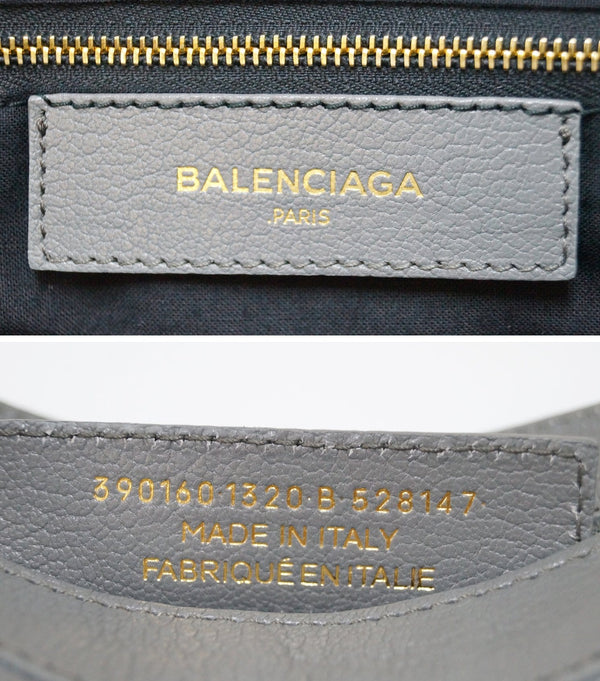 BALENCIAGA
.PARIS
390160·1320·B·528147
MADE IN ITALY
FABRIQUÉ EN ITALIE